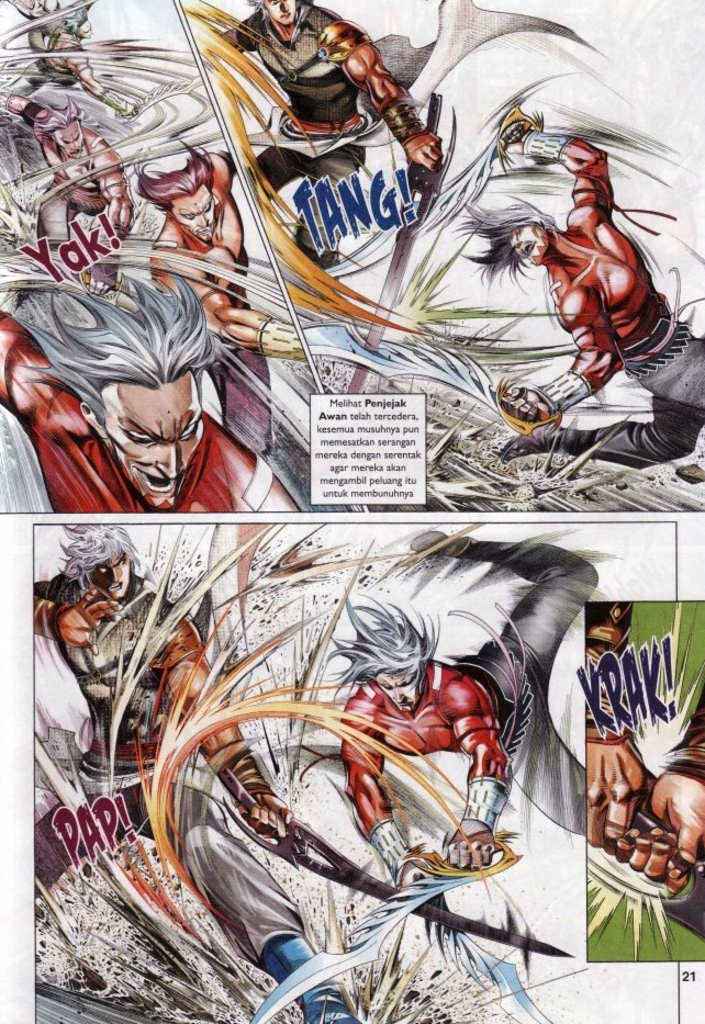 Yak!
TANG!
Melihat Penjejak
Awan telah tercedera,
kesemua musuhnya pun
memesatkan serangan
mereka dengan serentak
agar mereka akan
mengambil peluang itu
untuk membunuhnya
PAP!
KRAK!
21